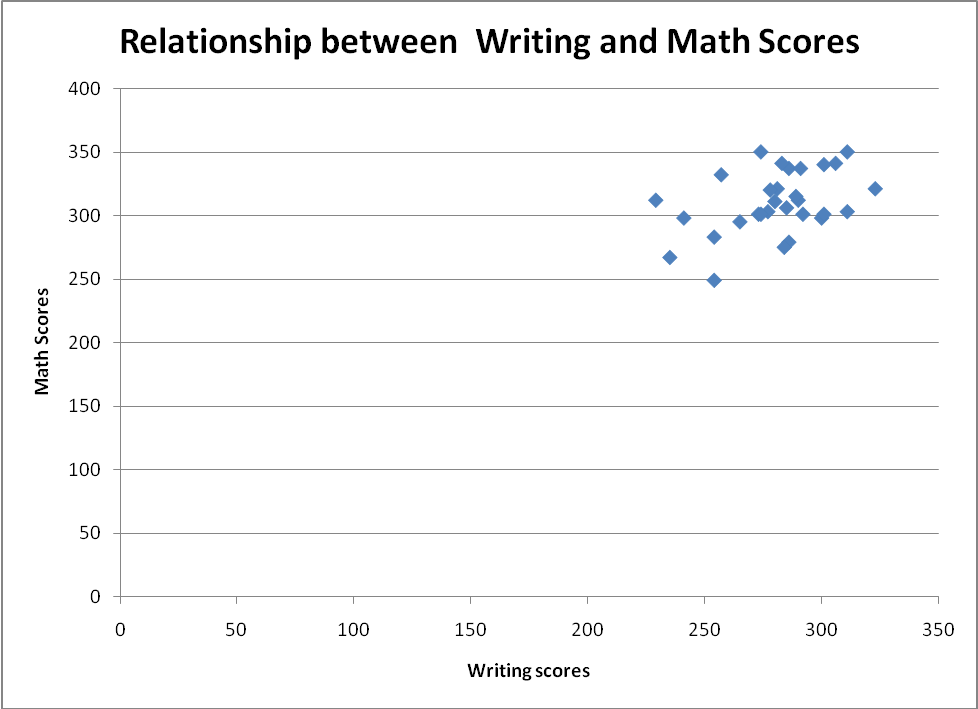 Relationship between  Writing and Math Scores
400
350
300
250
200
150
100
50
0
Math Scores
0 50 100 150 200 250 300 350
Writing scores